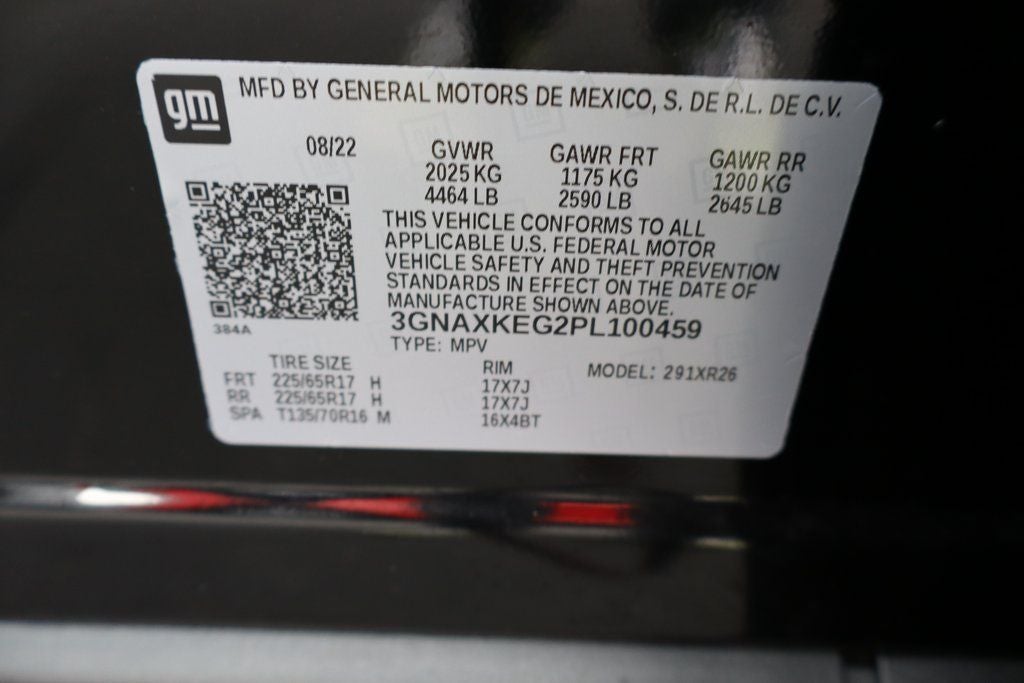 gm
MFD BY GENERAL MOTORS DE MEXICO, S. DE R.L. DE C.V.
08/22 GVWR GAWR FRT GAWR RR
2025 KG 1175 KG 1200 KG
4464 LB 2590 LB 2645 LB
THIS VEHICLE CONFORMS TO ALL
APPLICABLE U.S. FEDERAL MOTOR
VEHICLE SAFETY AND THEFT PREVENTION
STANDARDS IN EFFECT ON THE DATE OF
MANUFACTURE SHOWN ABOVE.
3GNAXKEG2PL100459
384A
TYPE: MPV
TIRE SIZE RIM MODEL: 291XR26
FRT 225/65R17 H 17X7J
RR 225/65R17 H 17X7J
SPA T135/70R16 M 16X4BT